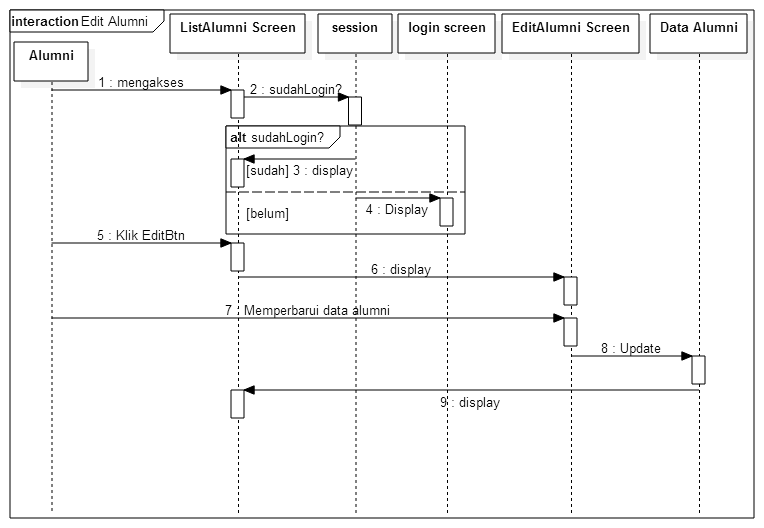 interaction Edit Alumni
ListAlumni Screen
session
login screen
EditAlumni Screen
Data Alumni
Alumni
1 : mengakses
2 : sudahLogin?
alt sudahLogin?
[sudah] 3 : display
4 : Display
[belum]
5 : Klik EditBtn
6 : display
7 : Memperbarui data alumni
8 : Update
9 : display